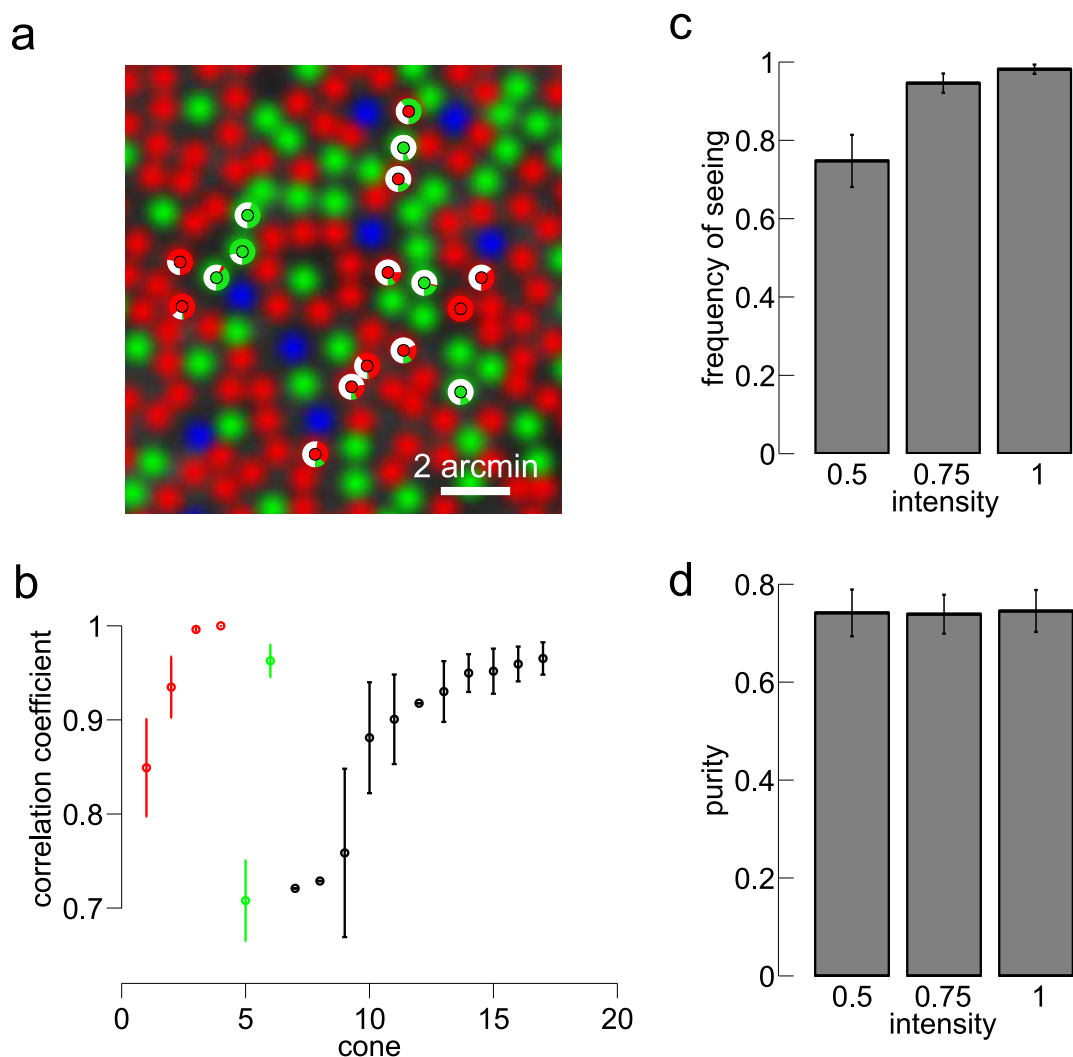 a
2 arcmin
b
correlation coefficient
1
0.9
0.8
0.7
0
5
10
15
20
cone
c
frequency of seeing
1
0.8
0.6
0.4
0.2
0
0.5
0.75
1
intensity
d
purity
0.8
0.6
0.4
0.2
0
0.5
0.75
1
intensity